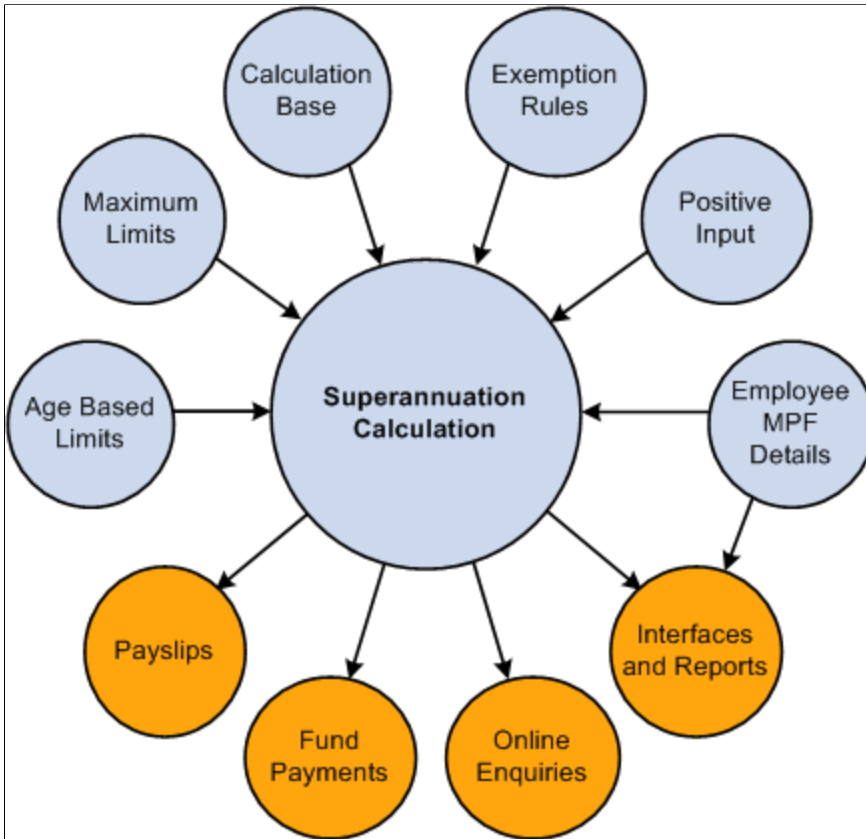 Calculation
Base
Exemption
Rules
Maximum
Limits
Positive
Input
Age Based
Limits
Superannuation
Calculation
Employee
MPF
Details
Payslips
Interfaces
and Reports
Fund
Payments
Online
Enquiries